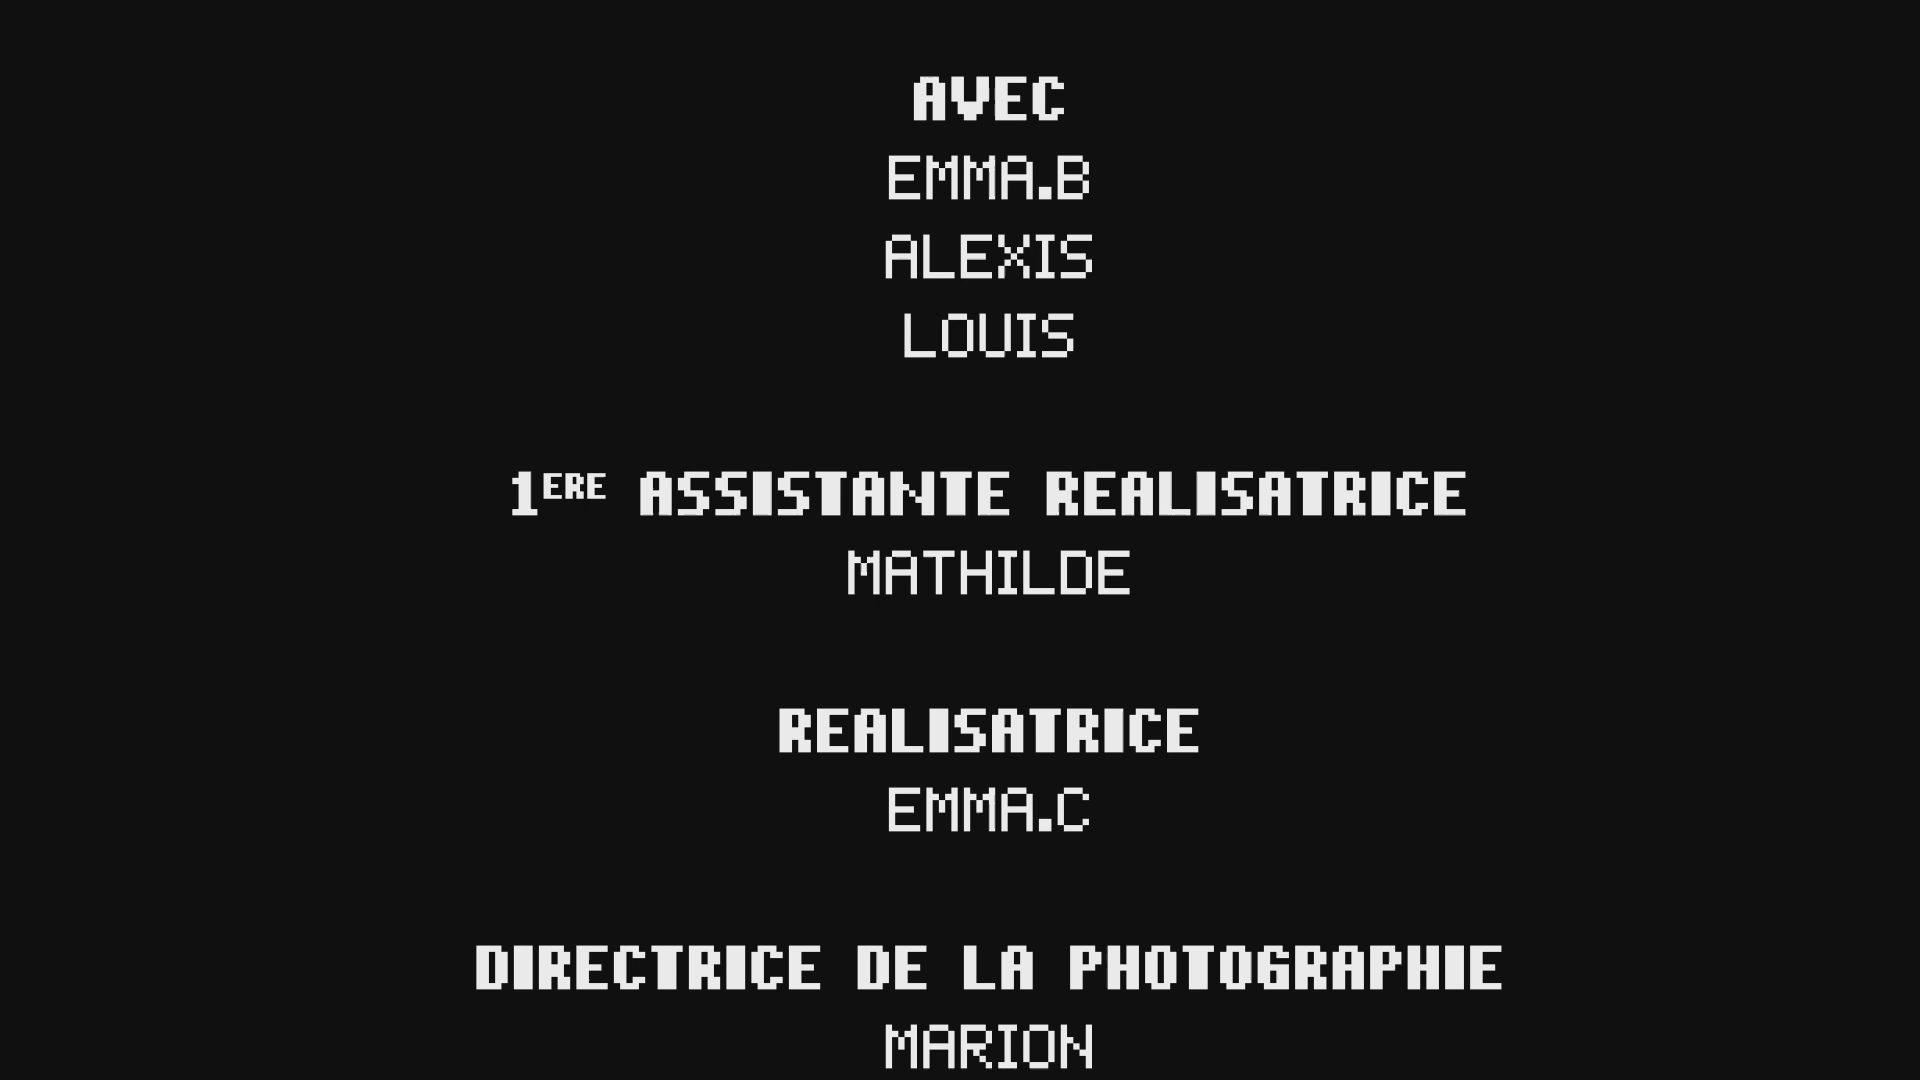 AVEC
EMMA.B
ALEXIS
LOUIS
1ERE ASSISTANTE REALISATRICE
MATHILDE
REALISATRICE
EMMA.C
DIRECTRICE DE LA PHOTOGRAPHIE
MARION